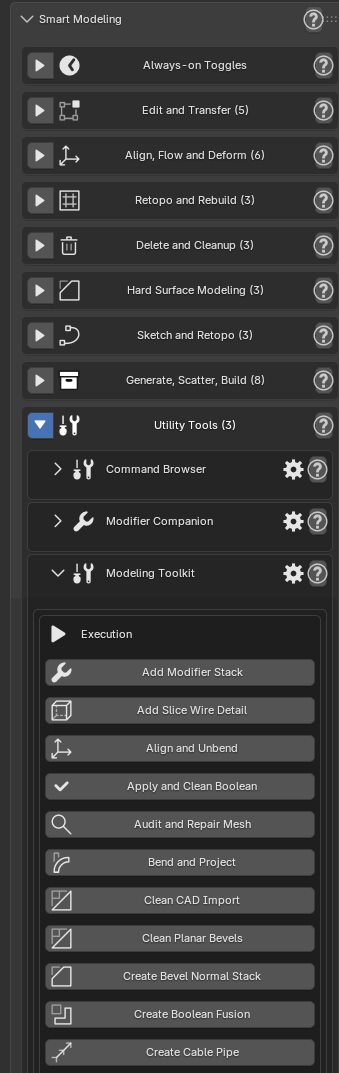 Smart Modeling
Always-on Toggles
Edit and Transfer (5)
Align, Flow and Deform (6)
Retopo and Rebuild (3)
Delete and Cleanup (3)
Hard Surface Modeling (3)
Sketch and Retopo (3)
Generate, Scatter, Build (8)
Utility Tools (3)
Command Browser
Modifier Companion
Modeling Toolkit
Execution
Add Modifier Stack
Add Slice Wire Detail
Align and Unbend
Apply and Clean Boolean
Audit and Repair Mesh
Bend and Project
Clean CAD Import
Clean Planar Bevels
Create Bevel Normal Stack
Create Boolean Fusion
Create Cable Pipe